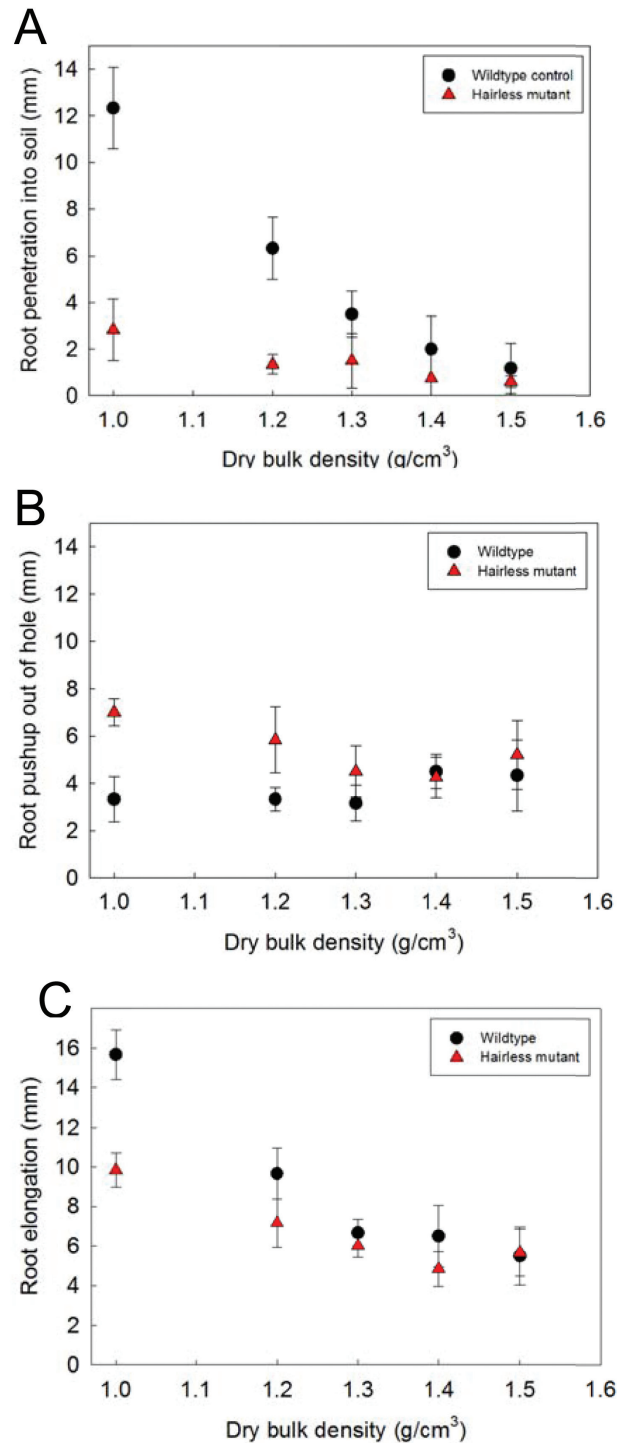 A
Root penetration into soil (mm)
14
12
10
8
6
4
2
0
Wildtype control
Hairless mutant
1.0 1.1 1.2 1.3 1.4 1.5 1.6
Dry bulk density (g/cm³)
B
Root pushup out of hole (mm)
14
12
10
8
6
4
2
0
Wildtype
Hairless mutant
1.0 1.1 1.2 1.3 1.4 1.5 1.6
Dry bulk density (g/cm³)
C
Root elongation (mm)
16
14
12
10
8
6
4
2
0
Wildtype
Hairless mutant
1.0 1.1 1.2 1.3 1.4 1.5 1.6
Dry bulk density (g/cm³)